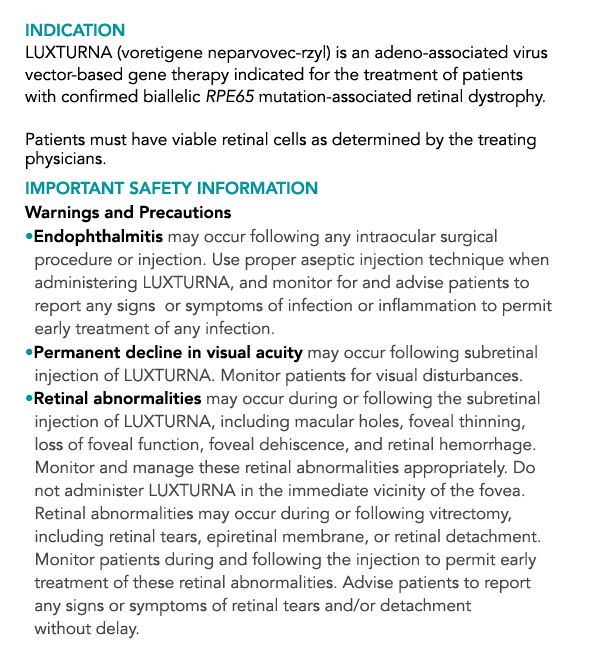 INDICATION
LUXTURNA (voretigene neparvovec-rzyl) is an adeno-associated virus
vector-based gene therapy indicated for the treatment of patients
with confirmed biallelic RPE65 mutation-associated retinal dystrophy.
Patients must have viable retinal cells as determined by the treating
physicians.
IMPORTANT SAFETY INFORMATION
Warnings and Precautions
•Endophthalmitis may occur following any intraocular surgical
procedure or injection. Use proper aseptic injection technique when
administering LUXTURNA, and monitor for and advise patients to
report any signs or symptoms of infection or inflammation to permit
early treatment of any infection.
•Permanent decline in visual acuity may occur following subretinal
injection of LUXTURNA. Monitor patients for visual disturbances.
•Retinal abnormalities may occur during or following the subretinal
injection of LUXTURNA, including macular holes, foveal thinning,
loss of foveal function, foveal dehiscence, and retinal hemorrhage.
Monitor and manage these retinal abnormalities appropriately. Do
not administer LUXTURNA in the immediate vicinity of the fovea.
Retinal abnormalities may occur during or following vitrectomy,
including retinal tears, epiretinal membrane, or retinal detachment.
Monitor patients during and following the injection to permit early
treatment of these retinal abnormalities. Advise patients to report
any signs or symptoms of retinal tears and/or detachment
without delay.